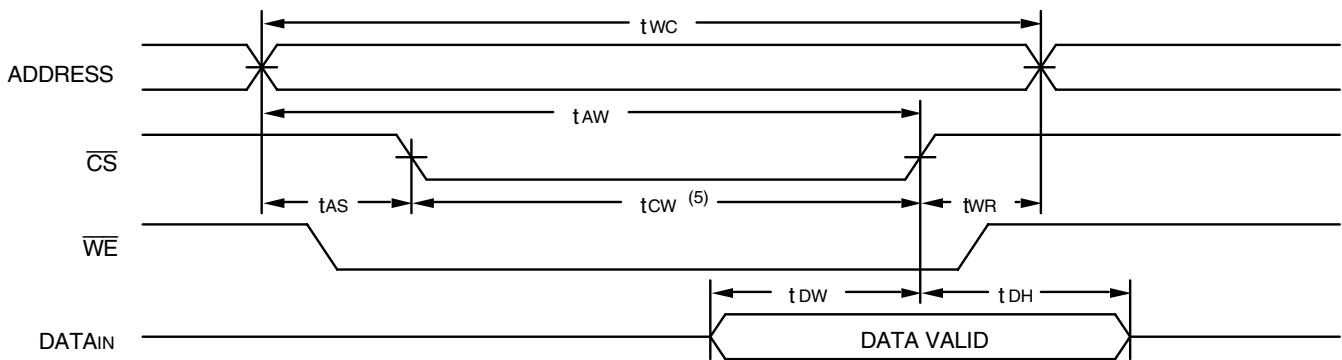 tWC
ADDRESS
tAW
CS
tAS
tCW (5)
tWR
WE
tDW
tDH
DATAIN
DATA VALID